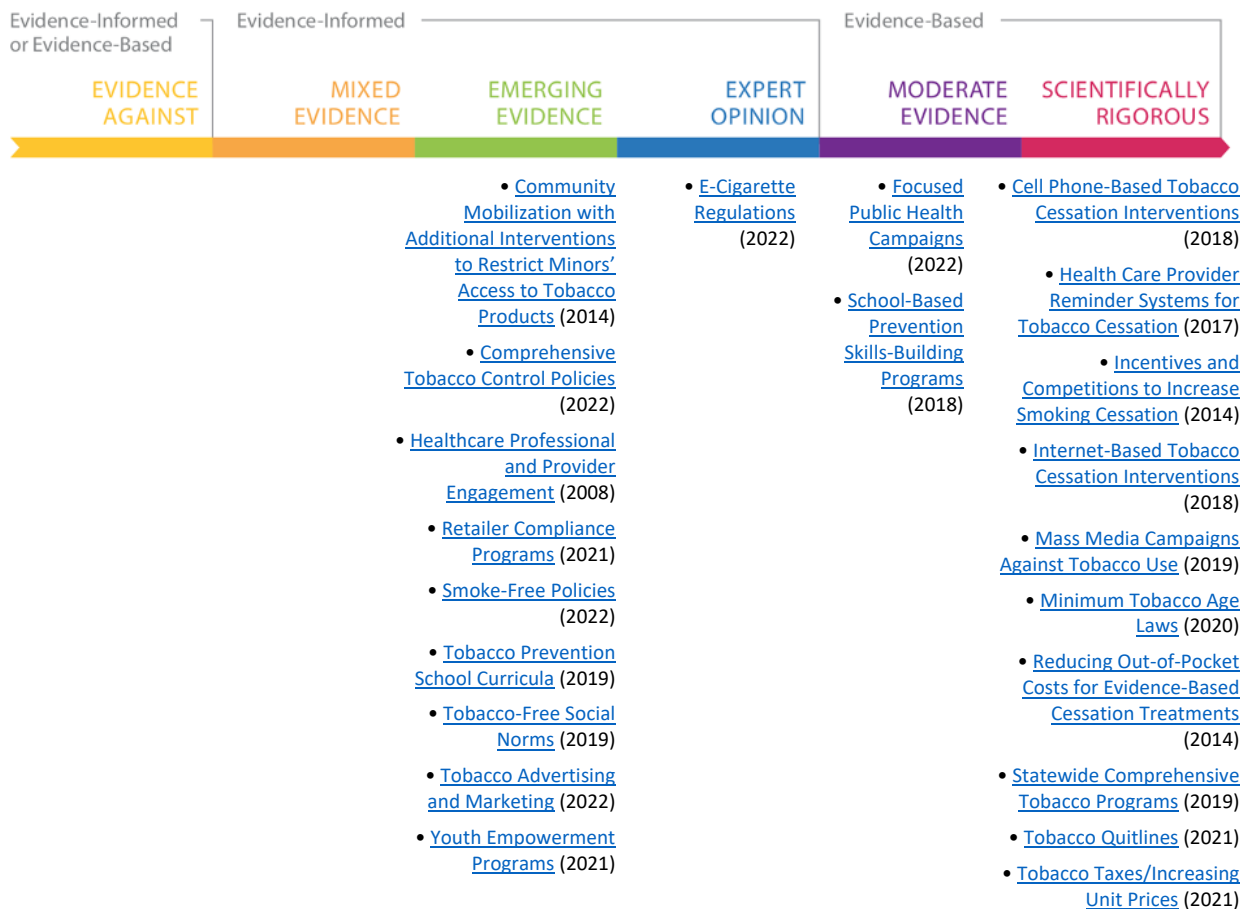 Evidence-Informed
or Evidence-Based
Evidence-Informed
Evidence-Based
EVIDENCE
AGAINST
MIXED
EVIDENCE
EMERGING
EVIDENCE
EXPERT
OPINION
MODERATE
EVIDENCE
SCIENTIFICALLY
RIGOROUS
• Community
Mobilization with
Additional Interventions
to Restrict Minors’
Access to Tobacco
Products (2014)
• Comprehensive
Tobacco Control Policies
(2022)
• Healthcare Professional
and Provider
Engagement (2008)
• Retailer Compliance
Programs (2021)
• Smoke-Free Policies
(2022)
• Tobacco Prevention
School Curricula (2019)
• Tobacco-Free Social
Norms (2019)
• Tobacco Advertising
and Marketing (2022)
• Youth Empowerment
Programs (2021)
• E-Cigarette
Regulations
(2022)
• Focused
Public Health
Campaigns
(2022)
• School-Based
Prevention
Skills-Building
Programs
(2018)
• Cell Phone-Based Tobacco
Cessation Interventions
(2018)
• Health Care Provider
Reminder Systems for
Tobacco Cessation (2017)
• Incentives and
Competitions to Increase
Smoking Cessation (2014)
• Internet-Based Tobacco
Cessation Interventions
(2018)
• Mass Media Campaigns
Against Tobacco Use (2019)
• Minimum Tobacco Age
Laws (2020)
• Reducing Out-of-Pocket
Costs for Evidence-Based
Cessation Treatments
(2014)
• Statewide Comprehensive
Tobacco Programs (2019)
• Tobacco Quitlines (2021)
• Tobacco Taxes/Increasing
Unit Prices (2021)